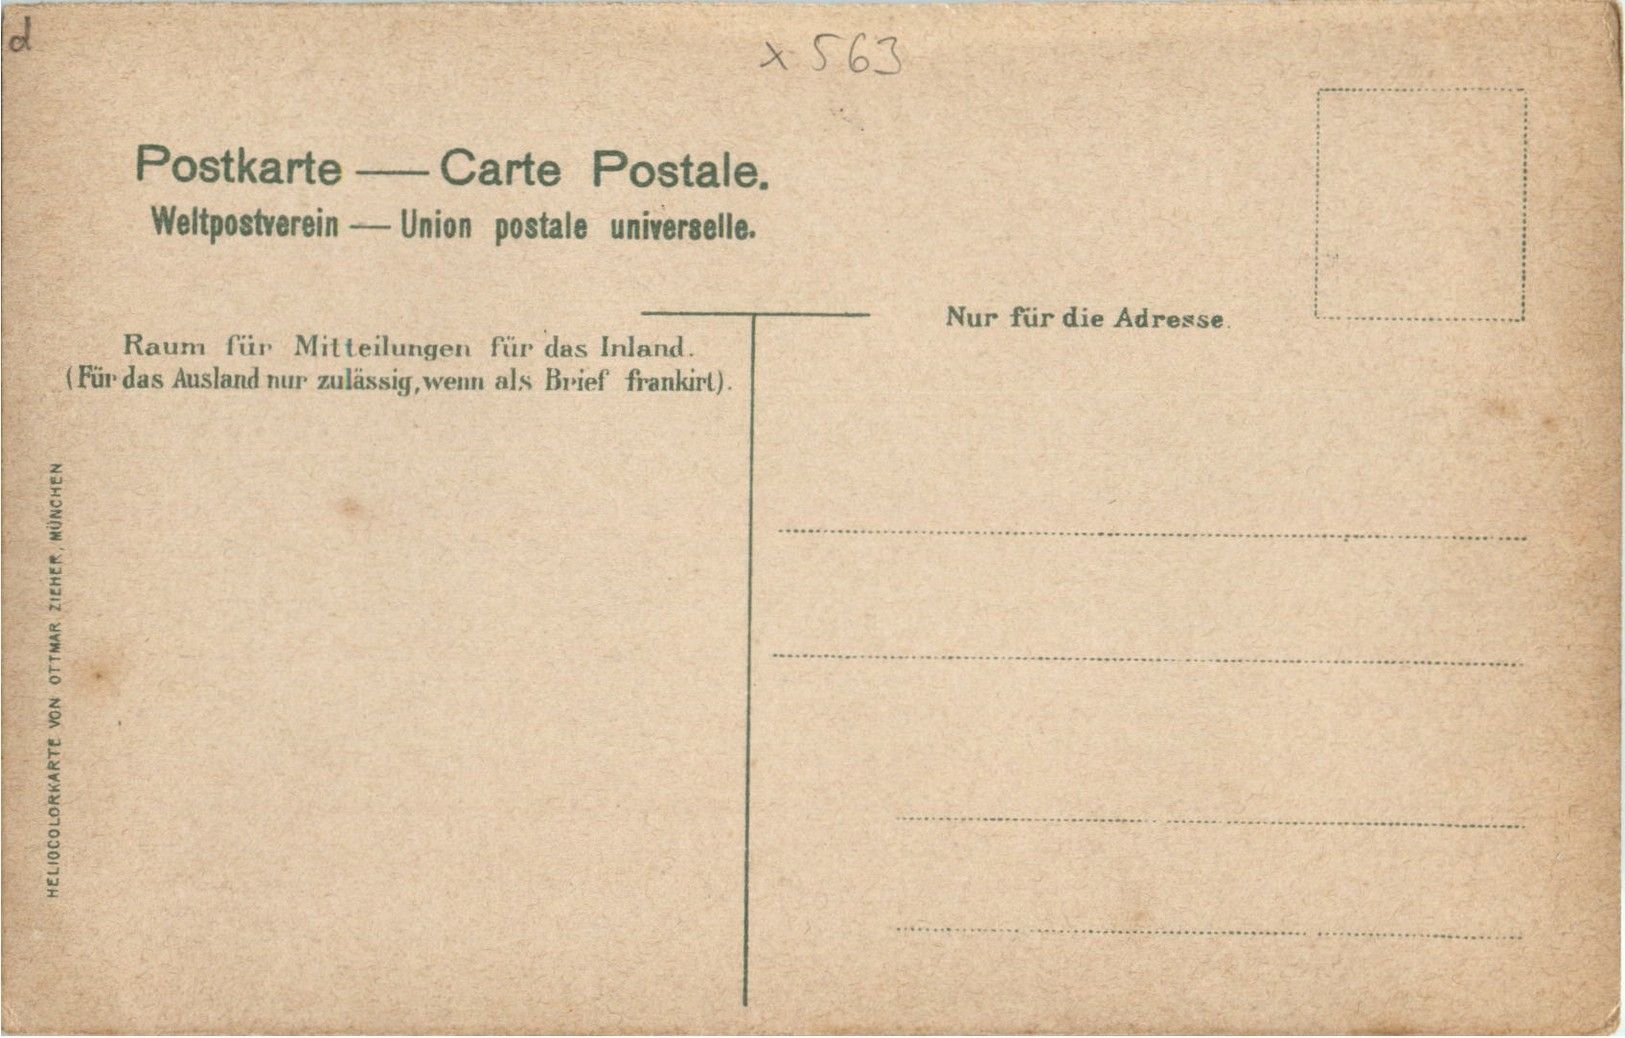 d
x 563
Postkarte — Carte Postale.
Weltpostverein — Union postale universelle.
Nur für die Adresse.
Raum für Mitteilungen für das Inland.
(Für das Ausland nur zulässig, wenn als Brief frankirt).
HELIOCOLORKARTE VON OTTMAR ZIEHER, MÜNCHEN